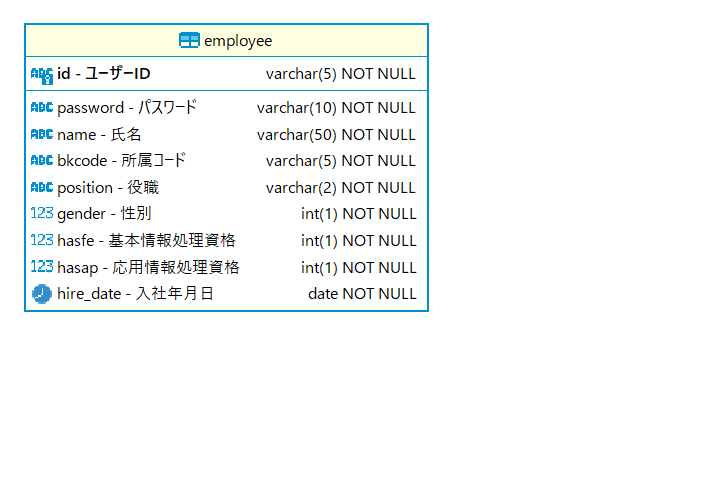 employee
ABC id - ユーザーID varchar(5) NOT NULL
ABC password - パスワード varchar(10) NOT NULL
ABC name - 氏名 varchar(50) NOT NULL
ABC bkcode - 所属コード varchar(5) NOT NULL
ABC position - 役職 varchar(2) NOT NULL
123 gender - 性別 int(1) NOT NULL
123 hasfe - 基本情報処理資格 int(1) NOT NULL
123 hasap - 応用情報処理資格 int(1) NOT NULL
hire_date - 入社年月日 date NOT NULL